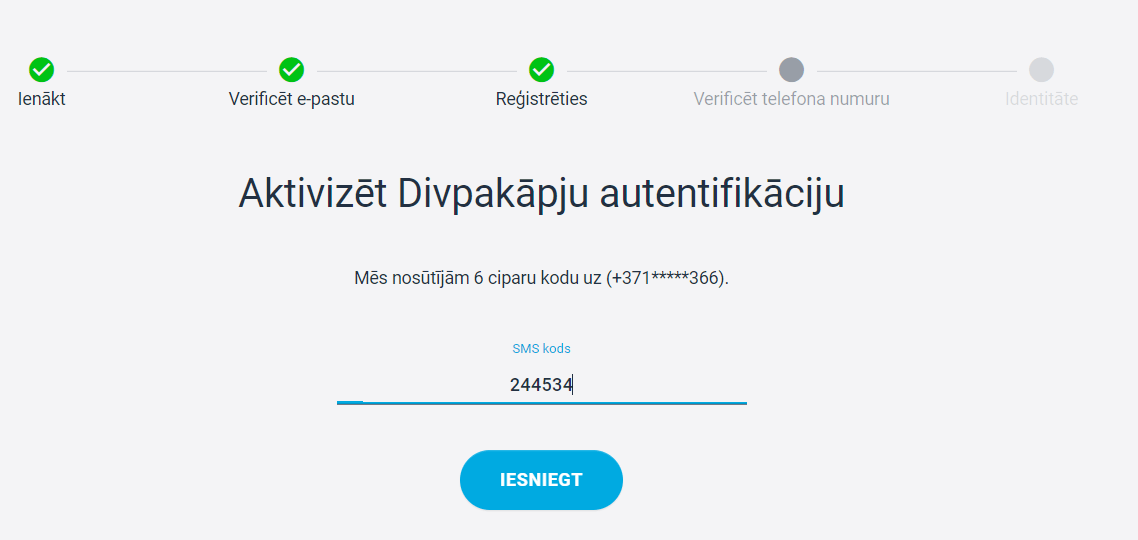 Ienākt
Verificēt e-pastu
Reģistrēties
Verificēt telefona numuru
Identitāte
Aktivizēt Divpakāpju autentifikāciju
Mēs nosūtījām 6 ciparu kodu uz (+371*****366).
SMS kods
244534
IESNIEGT